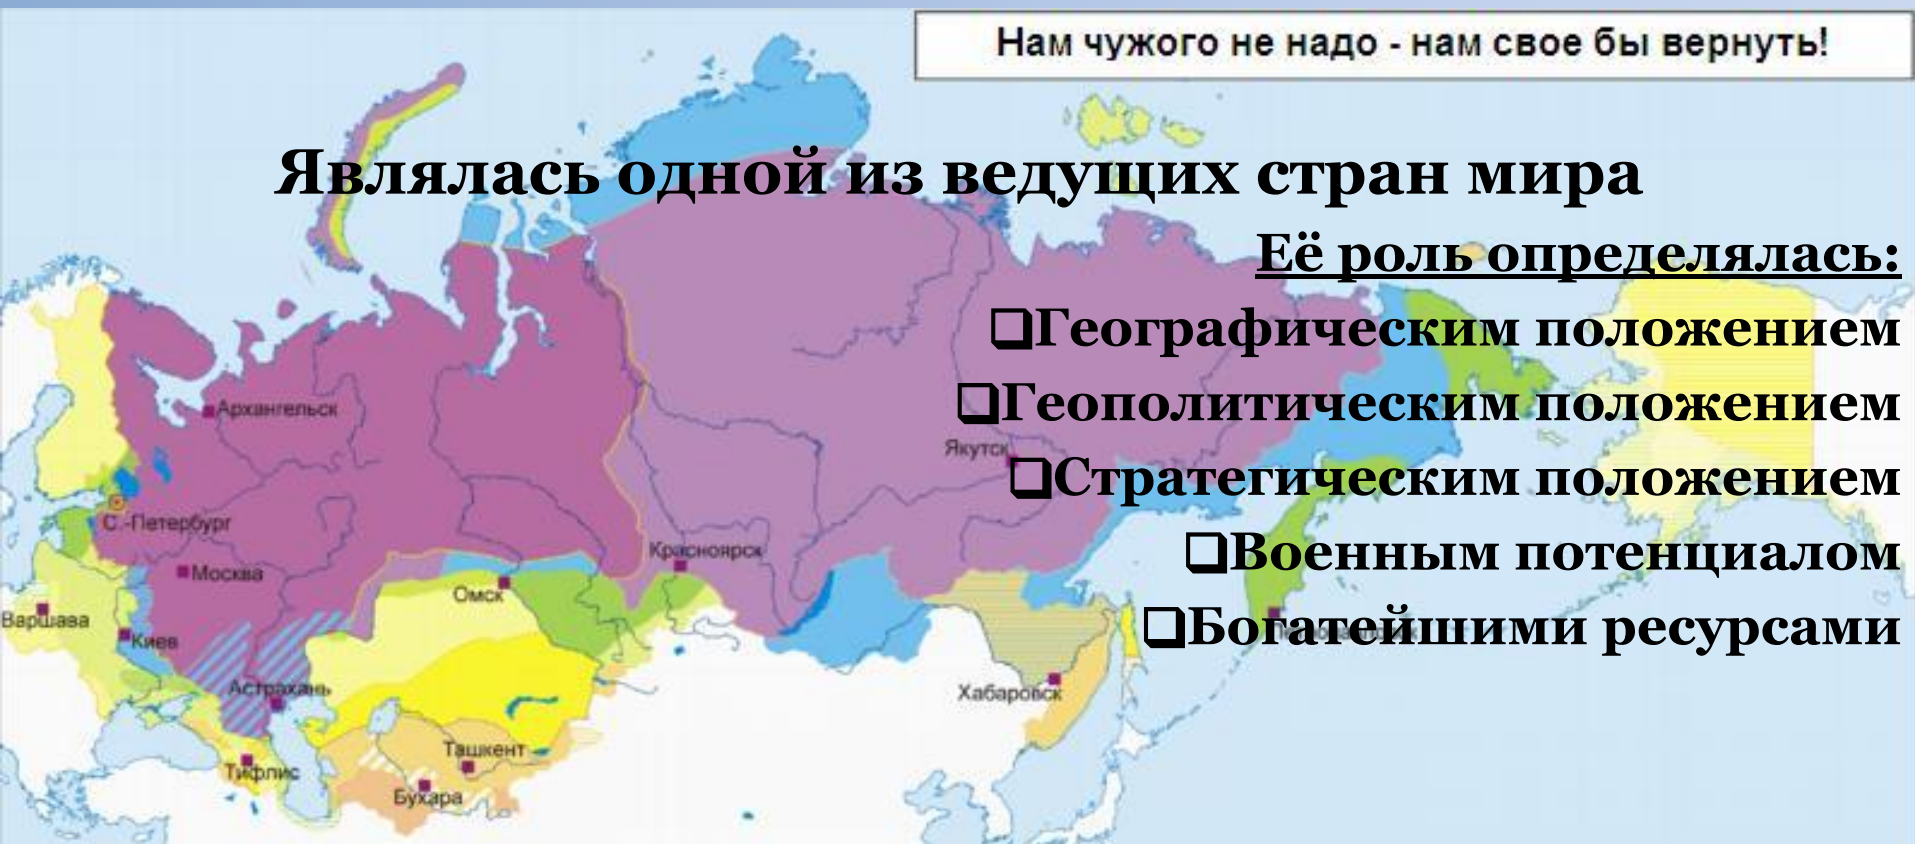 Нам чужого не надо - нам свое бы вернуть!
Являлась одной из ведущих стран мира
Её роль определялась:
❑Географическим положением
❑Геополитическим положением
❑Стратегическим положением
❑Военным потенциалом
❑Богатейшими ресурсами
Архангельск
Якутск
С.-Петербург
Красноярск
Москва
Омск
Варшава
Киев
Астрахань
Хабаровск
Ташкент
Тифлис
Бухара